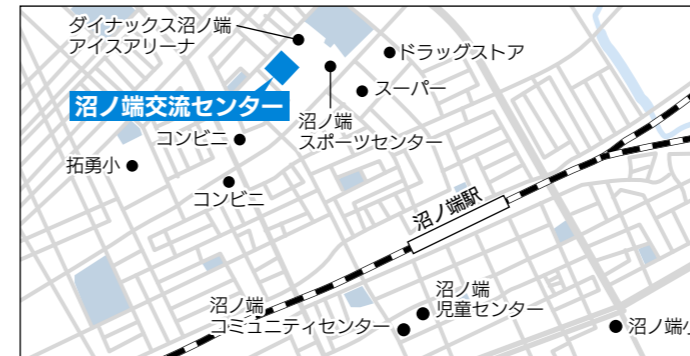 ダイナックス沼ノ端
アイスアリーナ
ドラッグストア
スーパー
沼ノ端交流センター
沼ノ端
スポーツセンター
コンビニ
拓勇小
コンビニ
沼ノ端駅
沼ノ端
コミュニティセンター
沼ノ端
児童センター
沼ノ端小